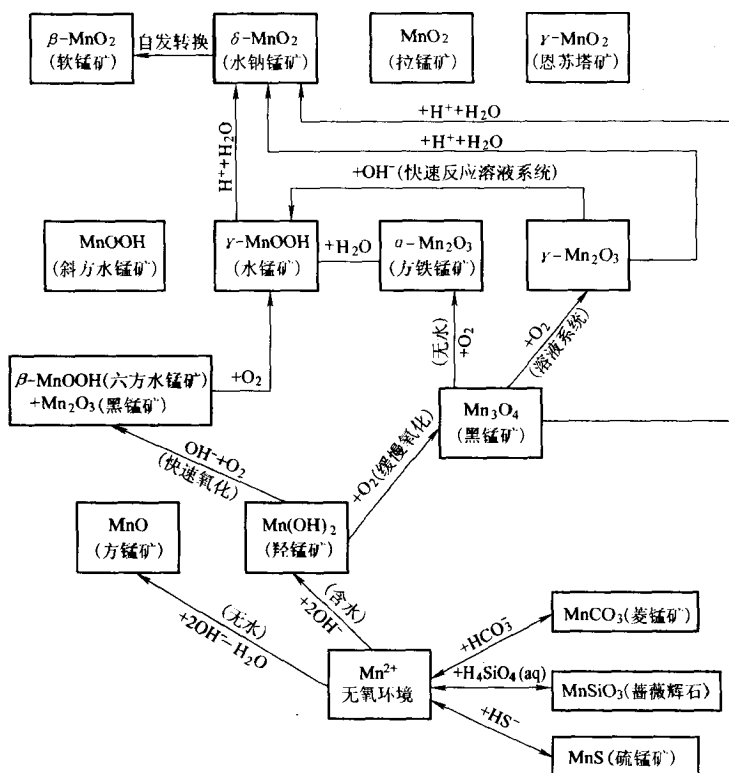 β-MnO₂
(软锰矿)
自发转换
δ-MnO₂
(水钠锰矿)
MnO₂
(拉锰矿)
γ-MnO₂
(恩苏塔矿)
+H⁺+H₂O
+H⁺+H₂O
H⁺+H₂O
+OH⁻(快速反应溶液系统)
MnOOH
(斜方水锰矿)
γ-MnOOH
(水锰矿)
+H₂O
α-Mn₂O₃
(方铁锰矿)
γ-Mn₂O₃
(无水)
+O₂
+O₂
(溶液系统)
β-MnOOH(六方水锰矿)
+Mn₂O₃(黑锰矿)
+O₂
Mn₃O₄
(黑锰矿)
OH⁻+O₂
(快速氧化)
+O₂(缓慢氧化)
MnO
(方锰矿)
Mn(OH)₂
(羟锰矿)
(无水)
+2OH⁻-H₂O
(含水)
+2OH⁻
Mn²⁺
无氧环境
+HCO₃⁻
MnCO₃(菱锰矿)
+H₄SiO₄(aq)
MnSiO₃(蔷薇辉石)
+HS⁻
MnS(硫锰矿)